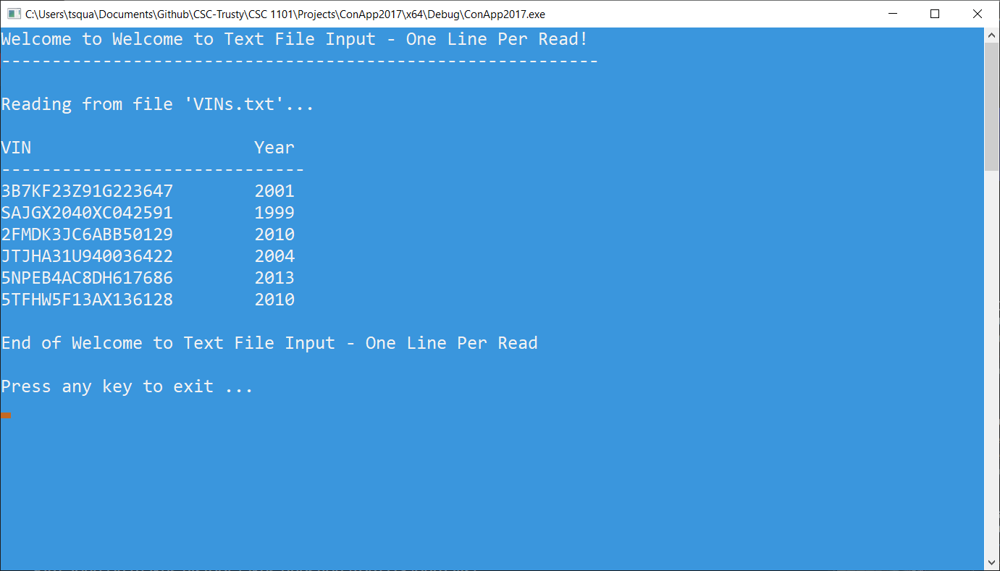 C:\Users\tsqua\Documents\Github\CSC-Trusty\CSC 1101\Projects\ConApp2017\x64\Debug\ConApp2017.exe
Welcome to Welcome to Text File Input - One Line Per Read!
-----------------------------------------------------------
Reading from file 'VINs.txt'...
VIN                      Year
------------------------------
3B7KF23Z91G223647        2001
SAJGX2040XC042591        1999
2FMDK3JC6ABB50129        2010
JTJHA31U940036422        2004
5NPEB4AC8DH617686        2013
5TFHW5F13AX136128        2010
End of Welcome to Text File Input - One Line Per Read
Press any key to exit ...